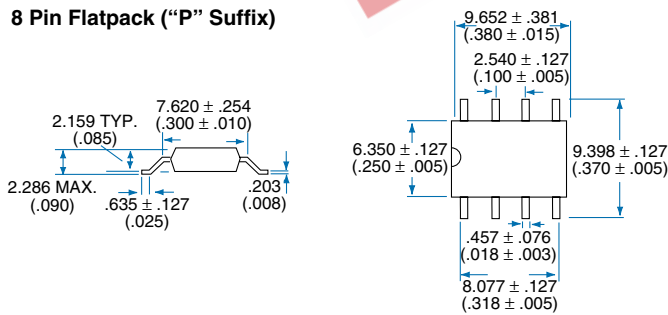 8 Pin Flatpack (“P” Suffix)
2.159 TYP.
(.085)
7.620 ± .254
(.300 ± .010)
2.286 MAX.
(.090)
.635 ± .127
(.025)
.203
(.008)
9.652 ± .381
(.380 ± .015)
2.540 ± .127
(.100 ± .005)
6.350 ± .127
(.250 ± .005)
9.398 ± .127
(.370 ± .005)
.457 ± .076
(.018 ± .003)
8.077 ± .127
(.318 ± .005)